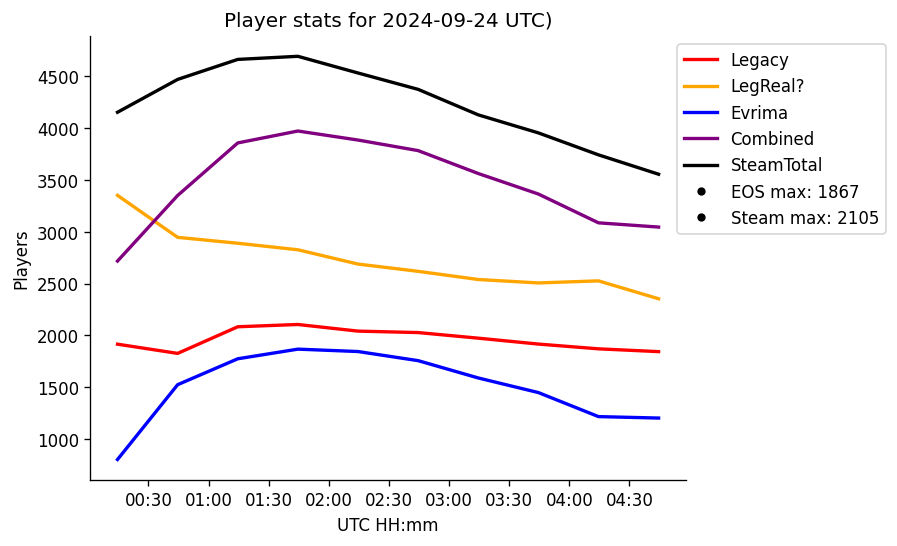 Player stats for 2024-09-24 UTC)
Players
4500
4000
3500
3000
2500
2000
1500
1000
00:30 01:00 01:30 02:00 02:30 03:00 03:30 04:00 04:30
UTC HH:mm
Legacy
LegReal?
Evrima
Combined
SteamTotal
EOS max: 1867
Steam max: 2105